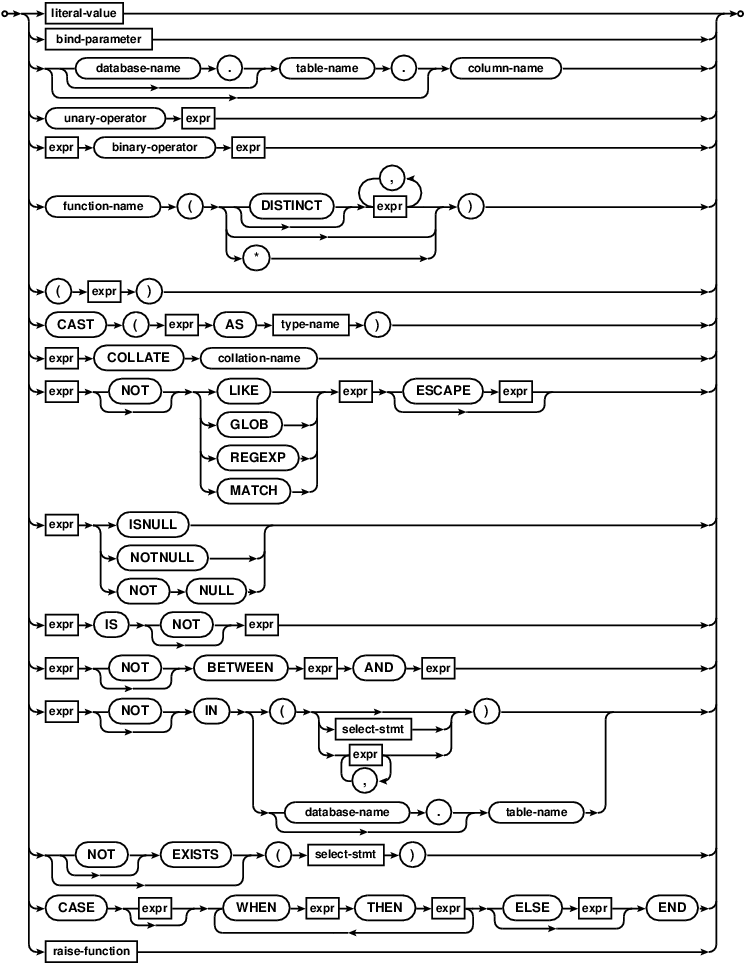 literal-value
bind-parameter
database-name . table-name . column-name
unary-operator expr
expr binary-operator expr
,
function-name ( DISTINCT expr )
*
( expr )
CAST ( expr AS type-name )
expr COLLATE collation-name
expr NOT LIKE expr ESCAPE expr
GLOB
REGEXP
MATCH
expr ISNULL
NOTNULL
NOT NULL
expr IS NOT expr
expr NOT BETWEEN expr AND expr
expr NOT IN ( )
select-stmt
expr
,
database-name . table-name
NOT EXISTS ( select-stmt )
CASE expr WHEN expr THEN expr ELSE expr END
raise-function